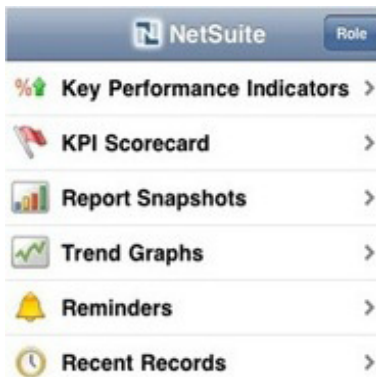 NetSuite
Role
Key Performance Indicators
KPI Scorecard
Report Snapshots
Trend Graphs
Reminders
Recent Records